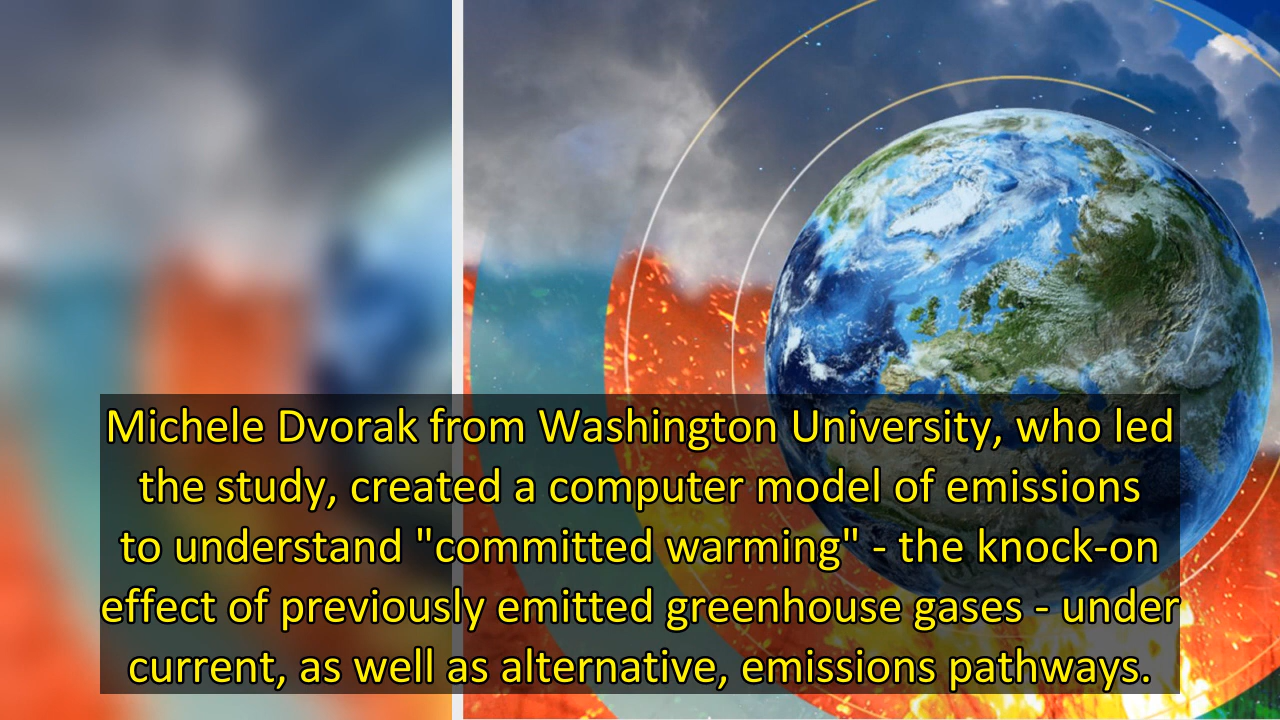 Michele Dvorak from Washington University, who led
the study, created a computer model of emissions
to understand "committed warming" - the knock-on
effect of previously emitted greenhouse gases - under
current, as well as alternative, emissions pathways.